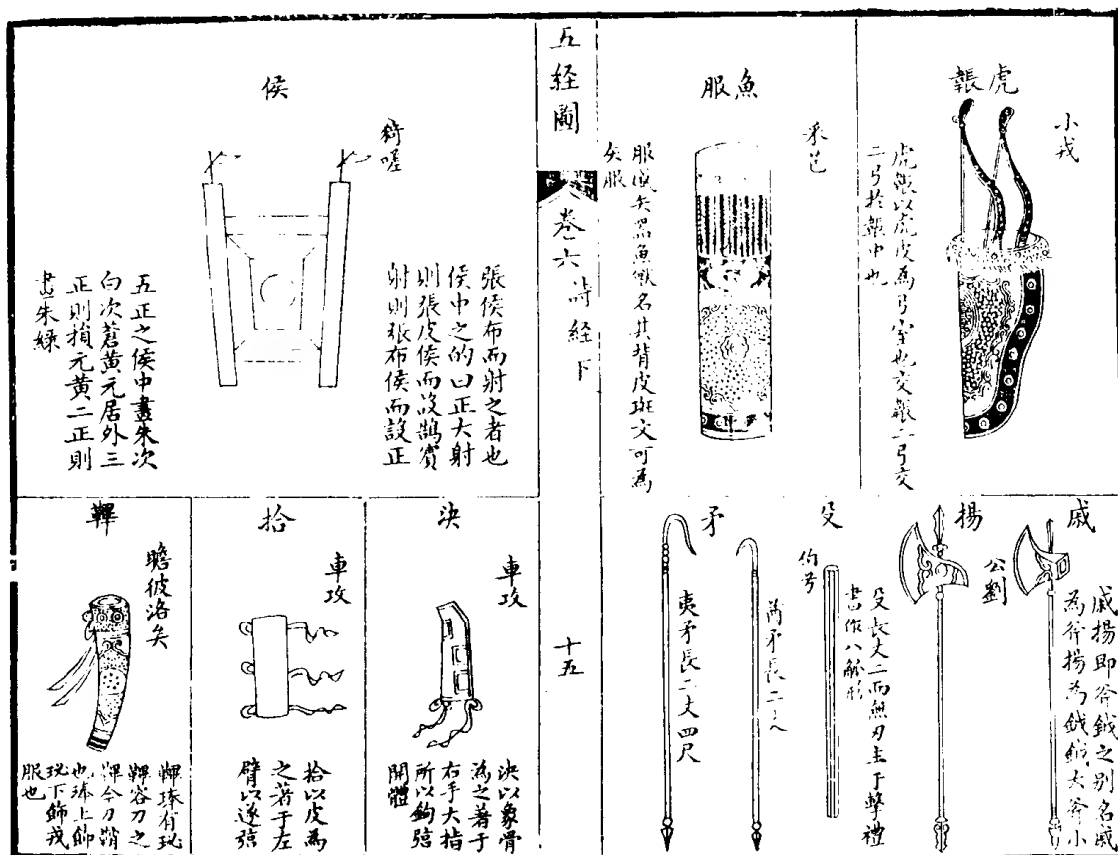 虎韔
小戎
虎韔以虎皮為弓室也交韔二弓交
二弓於韔中也
魚服
采芑
服盛矢器魚獸名其背皮斑文可為
矢服
戚
戚揚即斧鉞之别名戚
為斧揚為鉞鉞大斧小
公劉
揚
殳
殳長丈二而無刃主于擊禮
書作八觚形
伯兮
矛
酋矛長二丈
夷矛長二丈四尺
五経圖
卷六
詩経下
十五
侯
猗嗟
張侯布而射之者也
侯中之的曰正大射
則張皮侯而設鵠賓
射則張布侯而設正
五正之侯中畫朱次
白次蒼黄元居外三
正則損元黄二正則
畫朱綠
決
車攻
決以象骨
為之著于
右手大指
所以鉤弦
開體
拾
車攻
拾以皮為
之著于左
臂以遂弦
鞞
瞻彼洛矣
鞞琫有珌
鞞容刀之
鞞今刀鞘
也琫上飾
珌下飾戎
服也